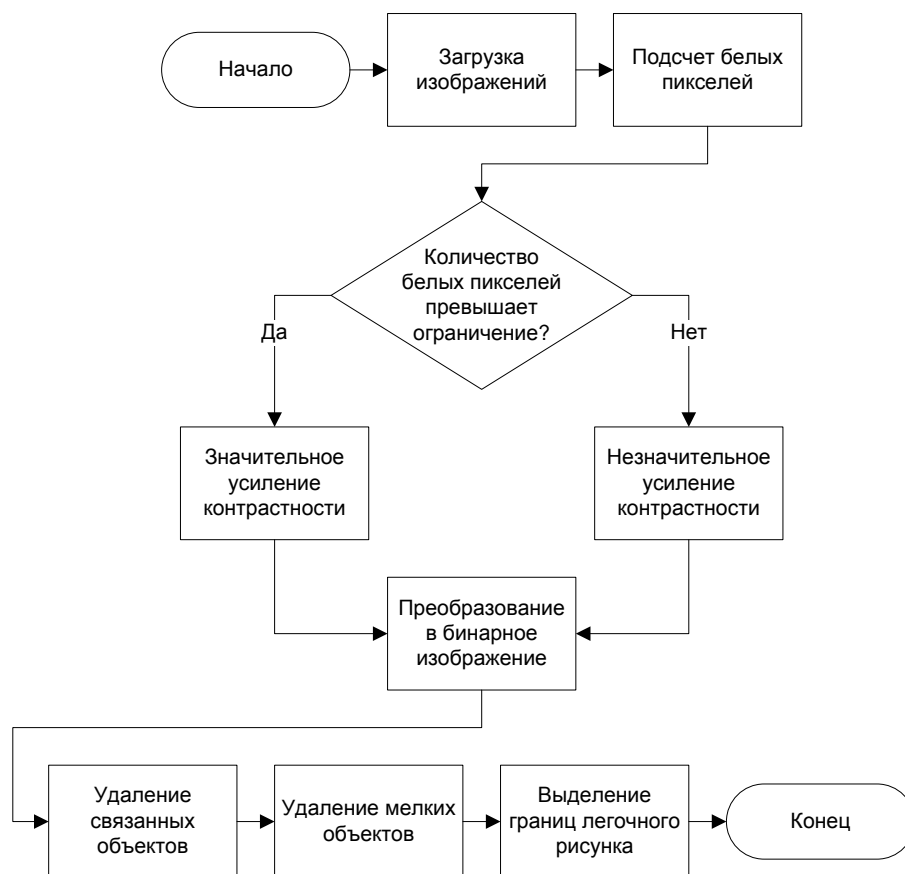 Начало
Загрузка
изображений
Подсчет белых
пикселей
Количество
белых пикселей
превышает
ограничение?
Да
Нет
Значительное
усиление
контрастности
Незначительное
усиление
контрастности
Преобразование
в бинарное
изображение
Удаление
связанных
объектов
Удаление мелких
объектов
Выделение
границ легочного
рисунка
Конец